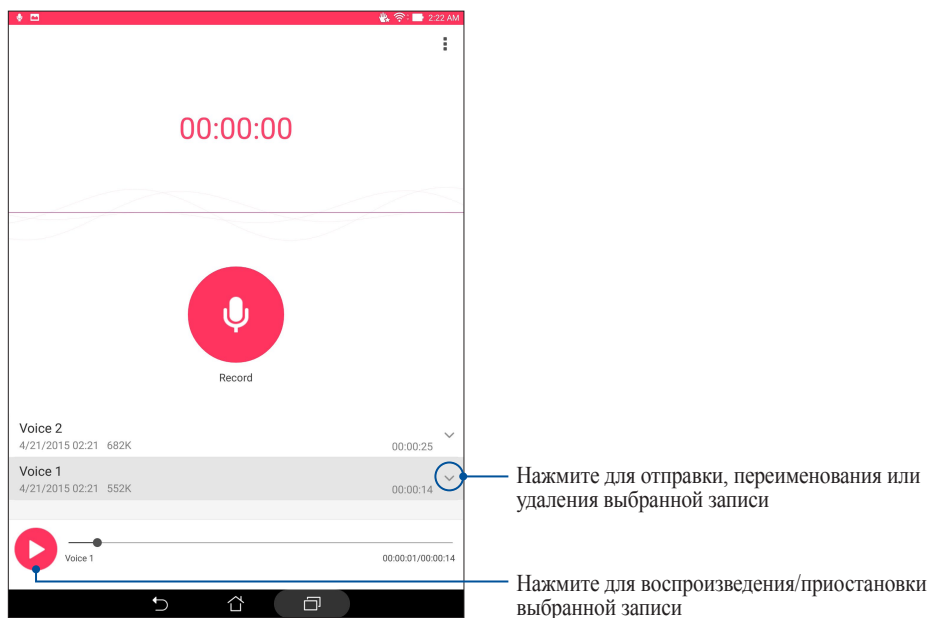 2:22 AM
00:00:00
Record
Voice 2
4/21/2015 02:21 682K
00:00:25
Voice 1
4/21/2015 02:21 552K
00:00:14
Нажмите для отправки, переименования или
удаления выбранной записи
Voice 1
00:00:01/00:00:14
Нажмите для воспроизведения/приостановки
выбранной записи